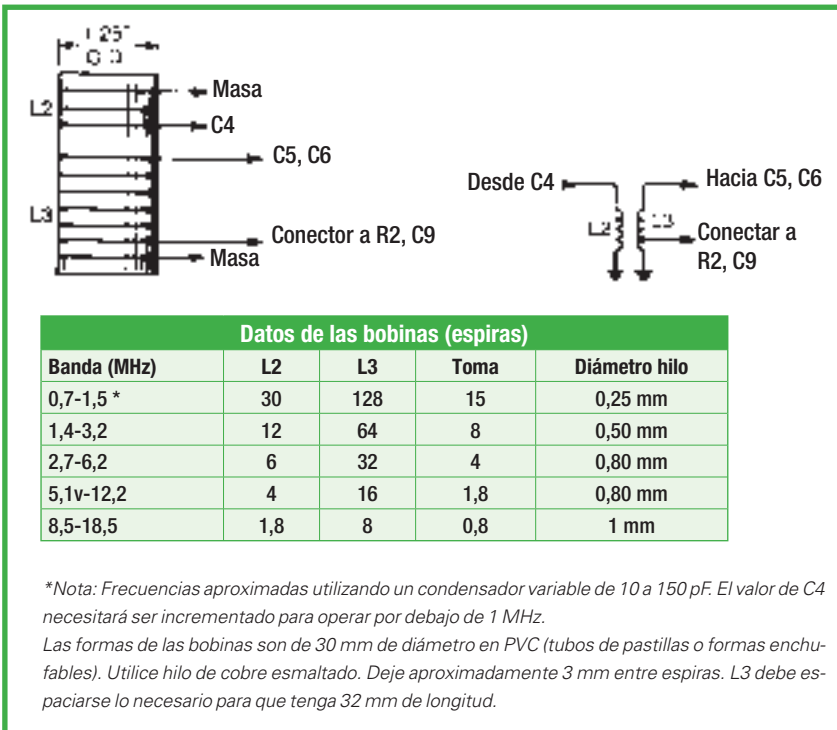 1.25"
O.D.
L2
Masa
C4
C5, C6
L3
Conector a R2, C9
Masa
Desde C4
Hacia C5, C6
L2
L3
Conectar a
R2, C9
Datos de las bobinas (espiras)
Banda (MHz) L2 L3 Toma Diámetro hilo
0,7-1,5 * 30 128 15 0,25 mm
1,4-3,2 12 64 8 0,50 mm
2,7-6,2 6 32 4 0,80 mm
5,1v-12,2 4 16 1,8 0,80 mm
8,5-18,5 1,8 8 0,8 1 mm
*Nota: Frecuencias aproximadas utilizando un condensador variable de 10 a 150 pF. El valor de C4
necesitará ser incrementado para operar por debajo de 1 MHz.
Las formas de las bobinas son de 30 mm de diámetro en PVC (tubos de pastillas o formas enchu-
fables). Utilice hilo de cobre esmaltado. Deje aproximadamente 3 mm entre espiras. L3 debe es-
paciarse lo necesario para que tenga 32 mm de longitud.